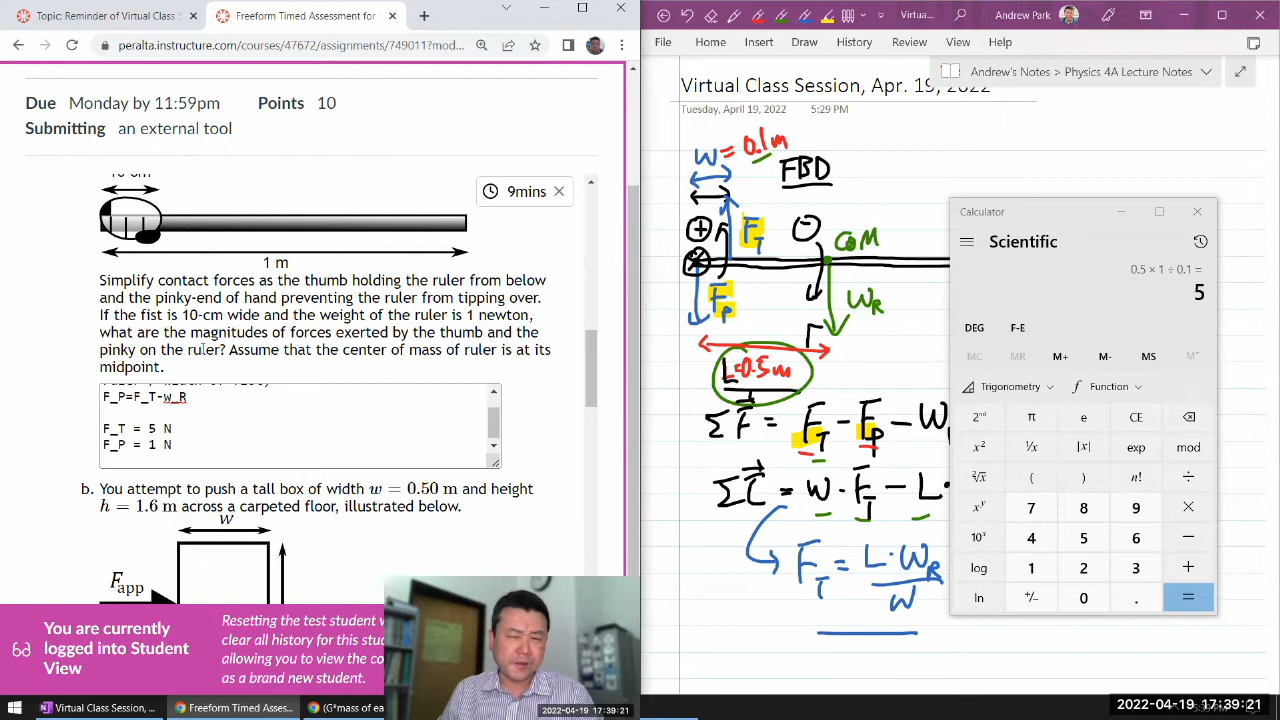 Topic Reminder of Virtual Class S
Freeform Timed Assessment for
peralta.instructure.com/courses/47672/assignments/749011?mod...
Due Monday by 11:59pm Points 10
Submitting an external tool
9mins
1 m
Simplify contact forces as the thumb holding the ruler from below
and the pinky-end of hand preventing the ruler from tipping over.
If the fist is 10-cm wide and the weight of the ruler is 1 newton,
what are the magnitudes of forces exerted by the thumb and the
pinky on the ruler? Assume that the center of mass of ruler is at its
midpoint.
F_P=F_T-w_R
F_T = 5 N
F_P = 1 N
b. You attempt to push a tall box of width w = 0.50 m and height
h = 1.6 m across a carpeted floor, illustrated below.
w
F_app
You are currently
logged into Student
View
Resetting the test student
clear all history for this stu
allowing you to view the co
as a brand new student.
Virtual Class Session,
Freeform Timed Asses
(G*mass of ea
2022-04-19 17:39:21
Virtua...
Andrew Park
File Home Insert Draw History Review View Help
Andrew's Notes > Physics 4A Lecture Notes
Virtual Class Session, Apr. 19, 2022
Tuesday, April 19, 2022 5:29 PM
W = 0.1m
FBD
+ F_T − COM
F_P W_R
L=0.5m
ΣF = F_T − F_P − W
Στ = W · F_T − L ·
F_T = L·W_R / W
Calculator
Scientific
0.5 × 1 ÷ 0.1 =
5
DEG F-E
MC MR M+ M- MS M
Trigonometry Function
2ⁿᵈ π e CE
x² ¹/x |x| exp mod
²√x ( ) n! ÷
xʸ 7 8 9 ×
10ˣ 4 5 6 −
log 1 2 3 +
ln +/− 0 . =
2022-04-19 17:39:21